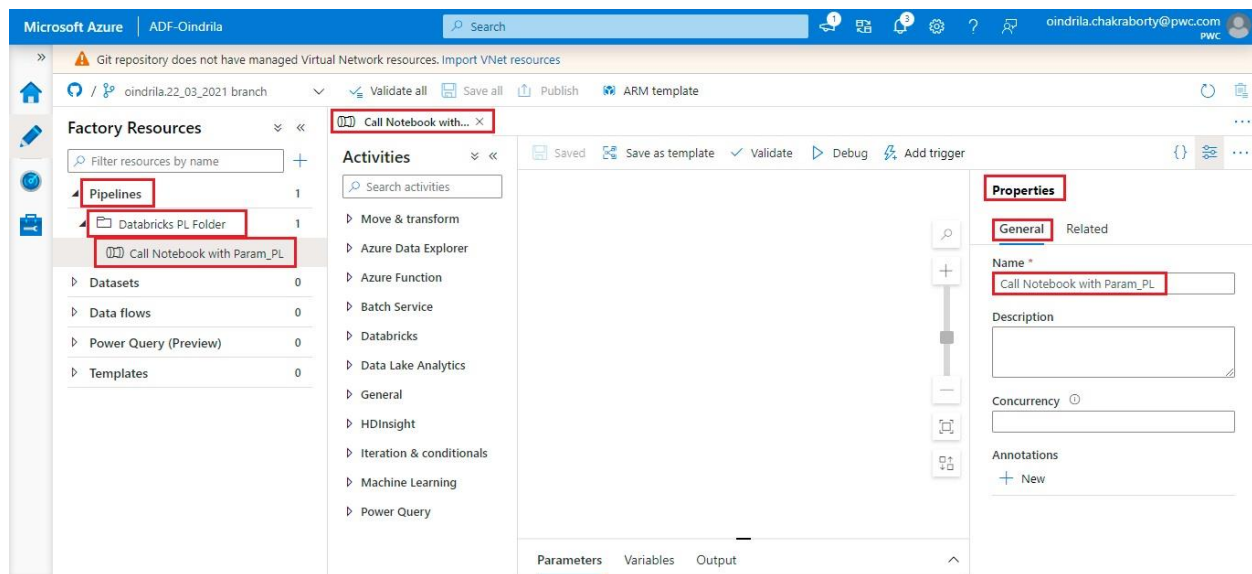 Microsoft Azure ADF-Oindrila Search 1 3 ? oindrila.chakraborty@pwc.com
PWC
» Git repository does not have managed Virtual Network resources. Import VNet resources
/ oindrila.22_03_2021 branch Validate all Save all Publish ARM template
Factory Resources
Filter resources by name
Pipelines 1
Databricks PL Folder 1
Call Notebook with Param_PL
Datasets 0
Data flows 0
Power Query (Preview) 0
Templates 0
Call Notebook with... ×
Activities
Search activities
Move & transform
Azure Data Explorer
Azure Function
Batch Service
Databricks
Data Lake Analytics
General
HDInsight
Iteration & conditionals
Machine Learning
Power Query
Saved Save as template Validate Debug Add trigger {} ...
Parameters Variables Output
Properties
General Related
Name *
Call Notebook with Param_PL
Description
Concurrency
Annotations
+ New